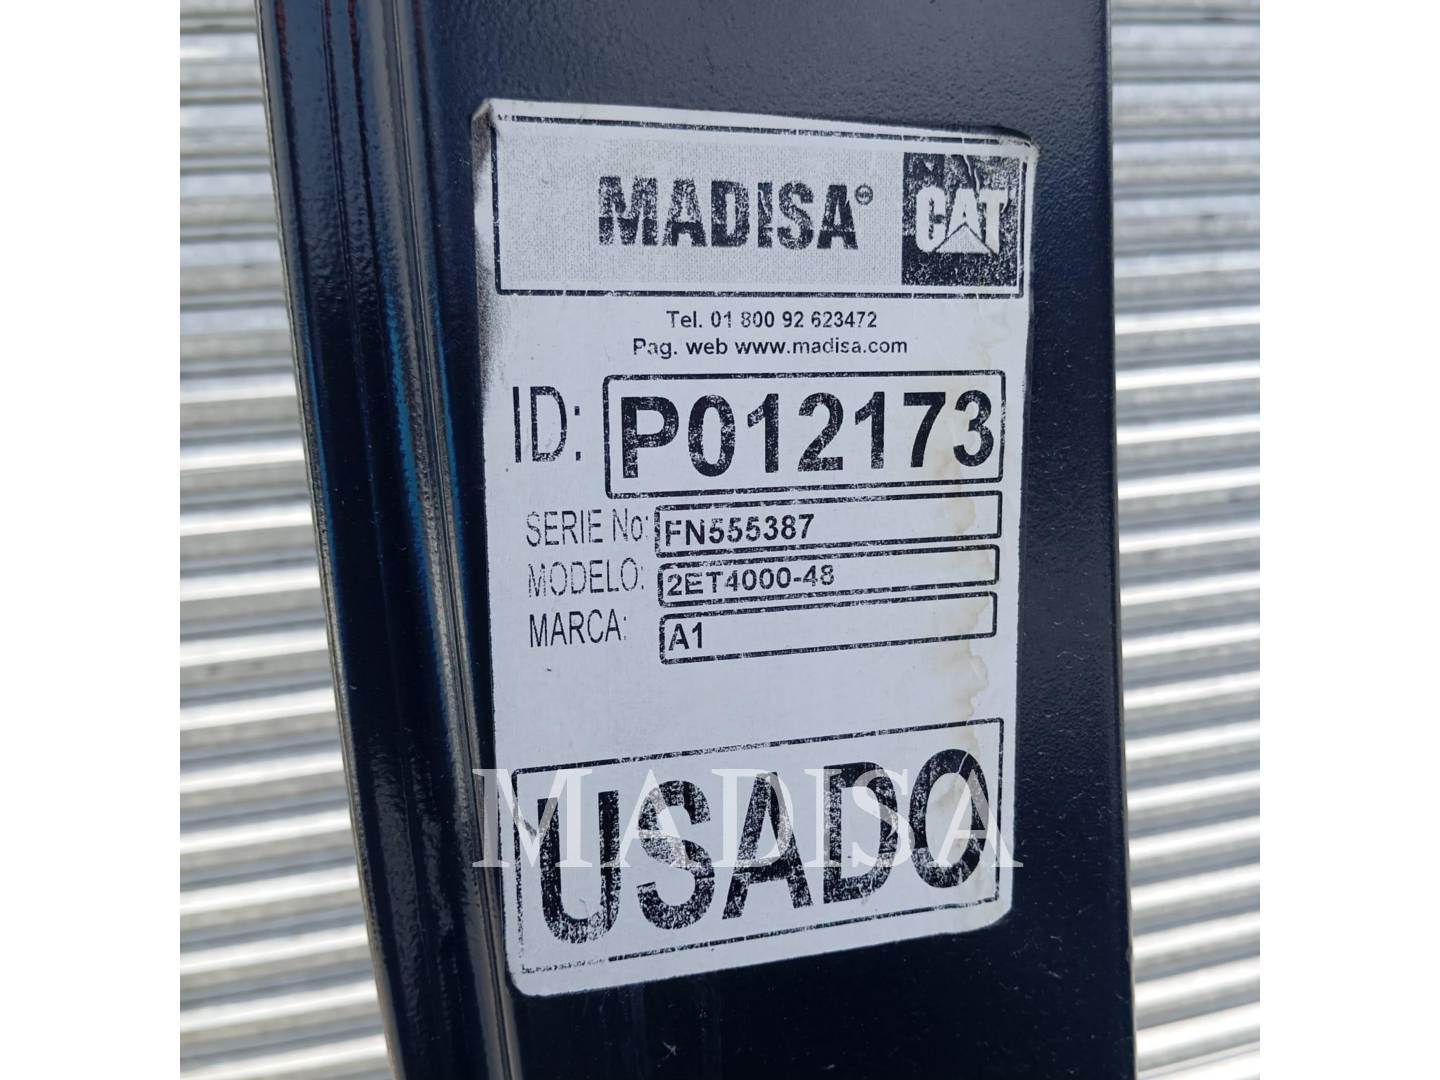 MADISA CAT
Tel. 01 800 92 623472
Pag. web www.madisa.com
ID: P012173
SERIE No: FN555387
MODELO: 2ET4000-48
MARCA: A1
USADO
MADISA